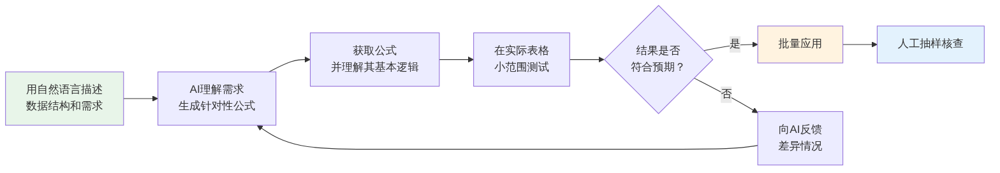 用自然语言描述
数据结构和需求
AI理解需求
生成针对性公式
获取公式
并理解其基本逻辑
在实际表格
小范围测试
结果是否
符合预期？
是
批量应用
人工抽样核查
否
向AI反馈
差异情况